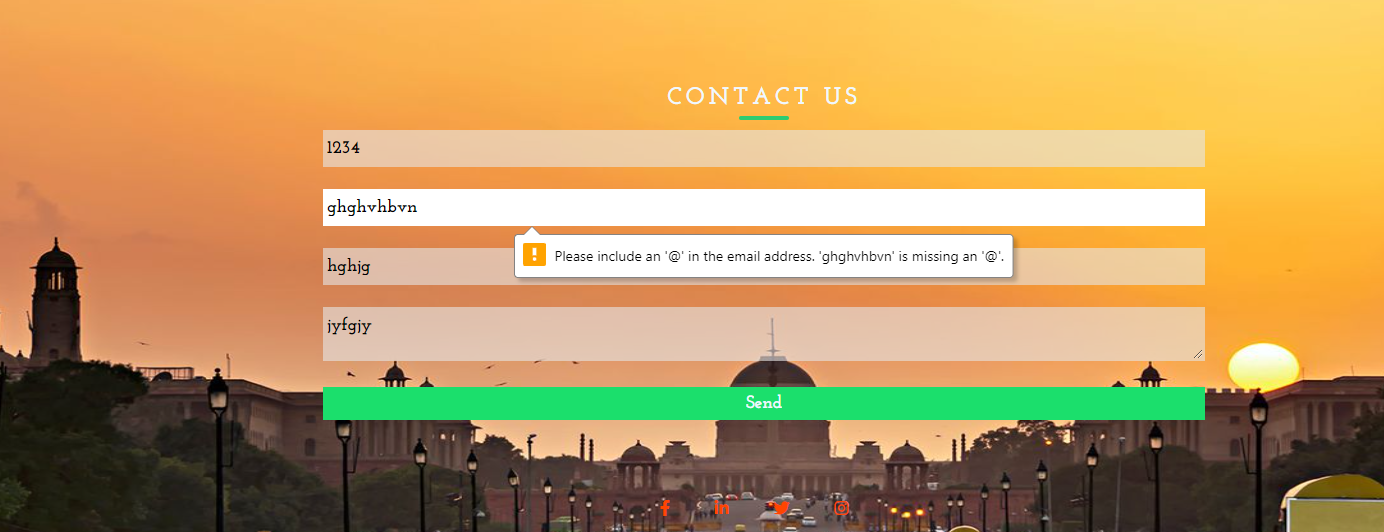 CONTACT US
1234
ghghvhbvn
Please include an '@' in the email address. 'ghghvhbvn' is missing an '@'.
hghjg
jyfgjy
Send